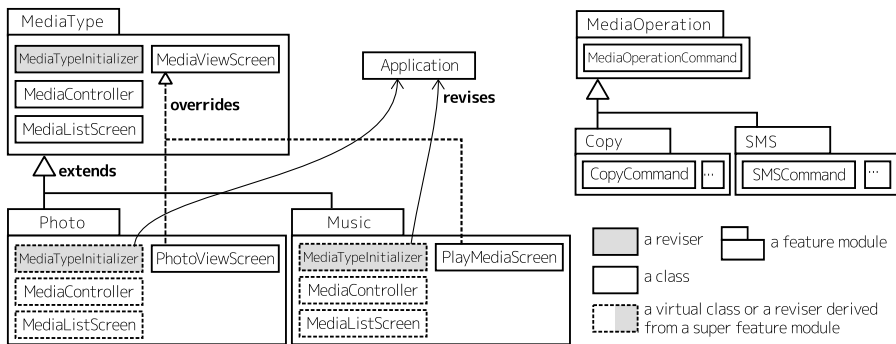 MediaType
MediaTypeInitializer
MediaViewScreen
MediaController
MediaListScreen
overrides
extends
Application
revises
MediaOperation
MediaOperationCommand
Copy
CopyCommand
...
SMS
SMSCommand
...
Photo
MediaTypeInitializer
PhotoViewScreen
MediaController
MediaListScreen
Music
MediaTypeInitializer
PlayMediaScreen
MediaController
MediaListScreen
a reviser
a feature module
a class
a virtual class or a reviser derived
from a super feature module